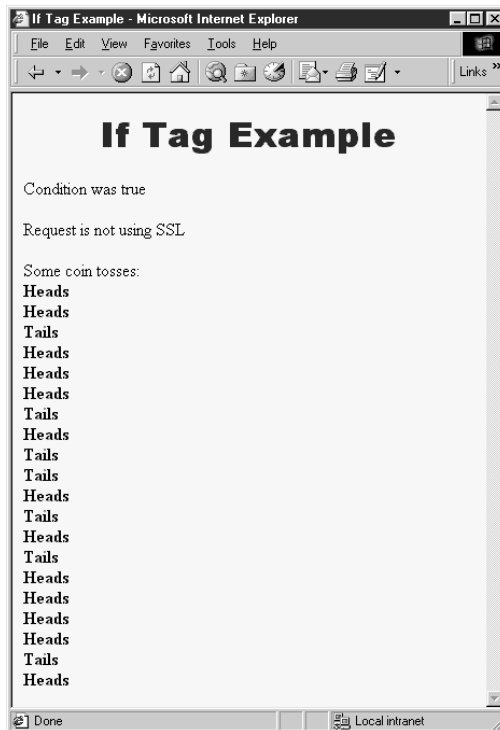 If Tag Example - Microsoft Internet Explorer
File Edit View Favorites Tools Help
Links »
If Tag Example
Condition was true
Request is not using SSL
Some coin tosses:
Heads
Heads
Tails
Heads
Heads
Heads
Tails
Heads
Tails
Tails
Heads
Tails
Heads
Tails
Heads
Heads
Heads
Heads
Tails
Heads
Done Local intranet